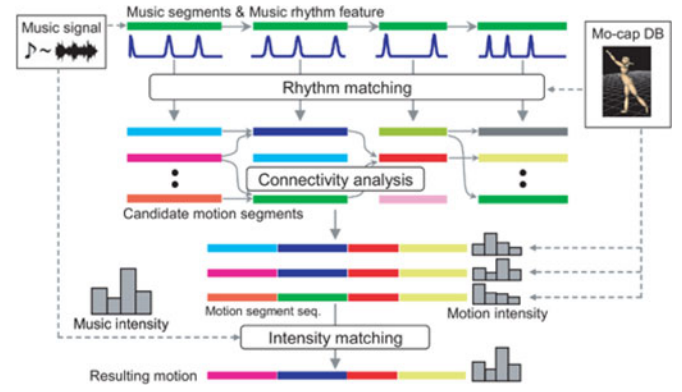 Music segments & Music rhythm feature
Music signal
Mo-cap DB
Rhythm matching
Connectivity analysis
Candidate motion segments
Music intensity
Motion segment seq.
Motion intensity
Intensity matching
Resulting motion